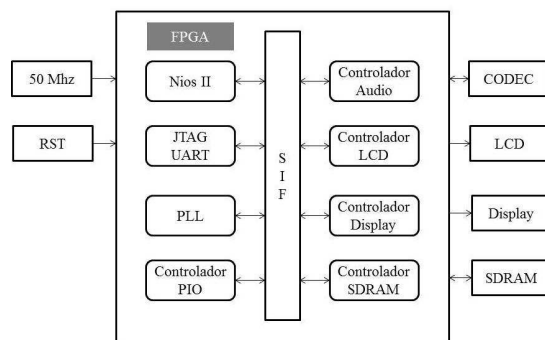 FPGA
50 Mhz
RST
Nios II
JTAG
UART
PLL
Controlador
PIO
S
I
F
Controlador
Audio
Controlador
LCD
Controlador
Display
Controlador
SDRAM
CODEC
LCD
Display
SDRAM